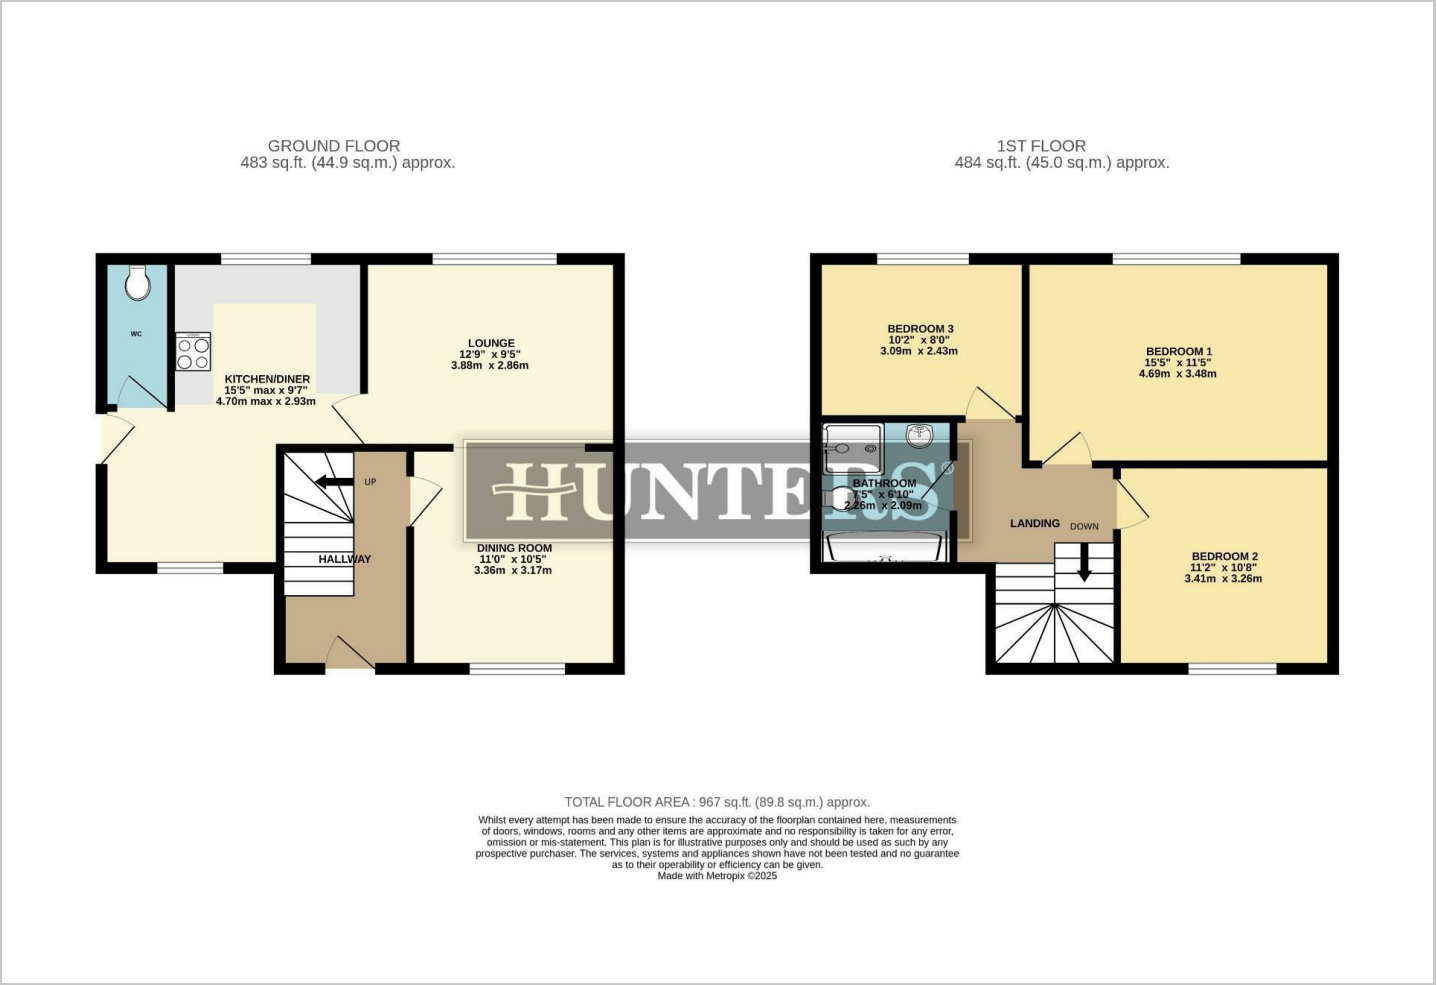 GROUND FLOOR
483 sq.ft. (44.9 sq.m.) approx.
1ST FLOOR
484 sq.ft. (45.0 sq.m.) approx.
WC
KITCHEN/DINER
15'5" max x 9'7"
4.70m max x 2.93m
LOUNGE
12'9" x 9'5"
3.88m x 2.86m
UP
HALLWAY
DINING ROOM
11'0" x 10'5"
3.36m x 3.17m
HUNTERS®
BEDROOM 3
10'2" x 8'0"
3.09m x 2.43m
BEDROOM 1
15'5" x 11'5"
4.69m x 3.48m
BATHROOM
7'5" x 6'10"
2.26m x 2.09m
LANDING
DOWN
BEDROOM 2
11'2" x 10'8"
3.41m x 3.26m
TOTAL FLOOR AREA : 967 sq.ft. (89.8 sq.m.) approx.
Whilst every attempt has been made to ensure the accuracy of the floorplan contained here, measurements
of doors, windows, rooms and any other items are approximate and no responsibility is taken for any error,
omission or mis-statement. This plan is for illustrative purposes only and should be used as such by any
prospective purchaser. The services, systems and appliances shown have not been tested and no guarantee
as to their operability or efficiency can be given.
Made with Metropix ©2025